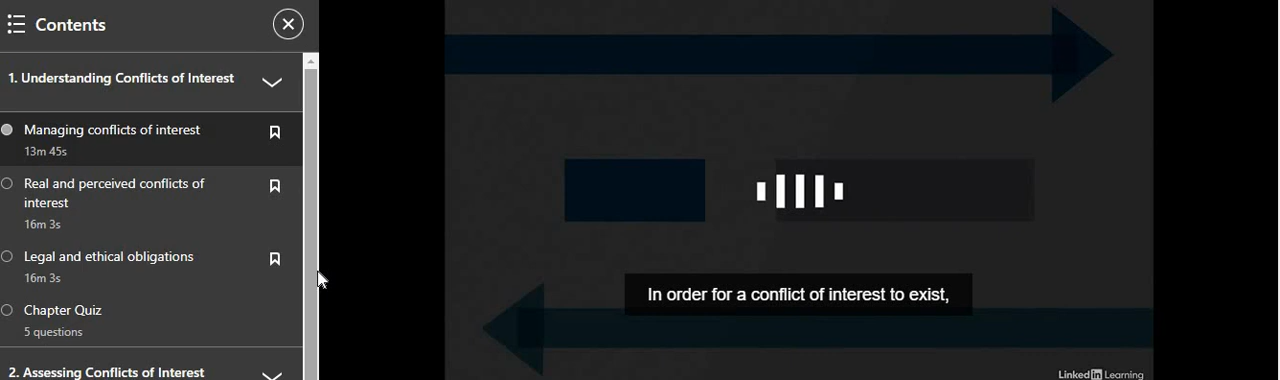 Contents
1. Understanding Conflicts of Interest
Managing conflicts of interest
13m 45s
Real and perceived conflicts of
interest
16m 3s
Legal and ethical obligations
16m 3s
Chapter Quiz
5 questions
2. Assessing Conflicts of Interest
In order for a conflict of interest to exist,
Linked in Learning